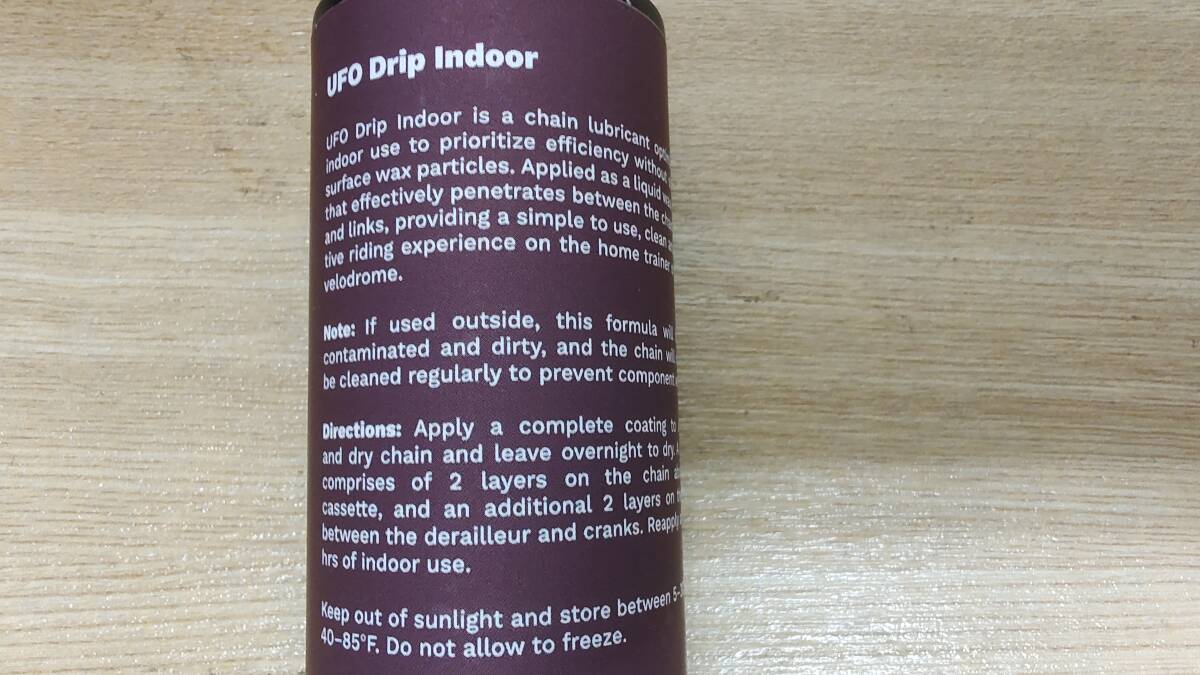 UFO Drip Indoor
UFO Drip Indoor is a chain lubricant
indoor use to prioritize efficiency without
surface wax particles. Applied as a liquid
that effectively penetrates between the
and links, providing a simple to use, clean
tive riding experience on the home trainer
velodrome.
Note: If used outside, this formula will
contaminated and dirty, and the chain will
be cleaned regularly to prevent component
Directions: Apply a complete coating to
and dry chain and leave overnight to dry.
comprises of 2 layers on the chain
cassette, and an additional 2 layers on
between the derailleur and cranks. Reapply
hrs of indoor use.
Keep out of sunlight and store between
40-85°F. Do not allow to freeze.